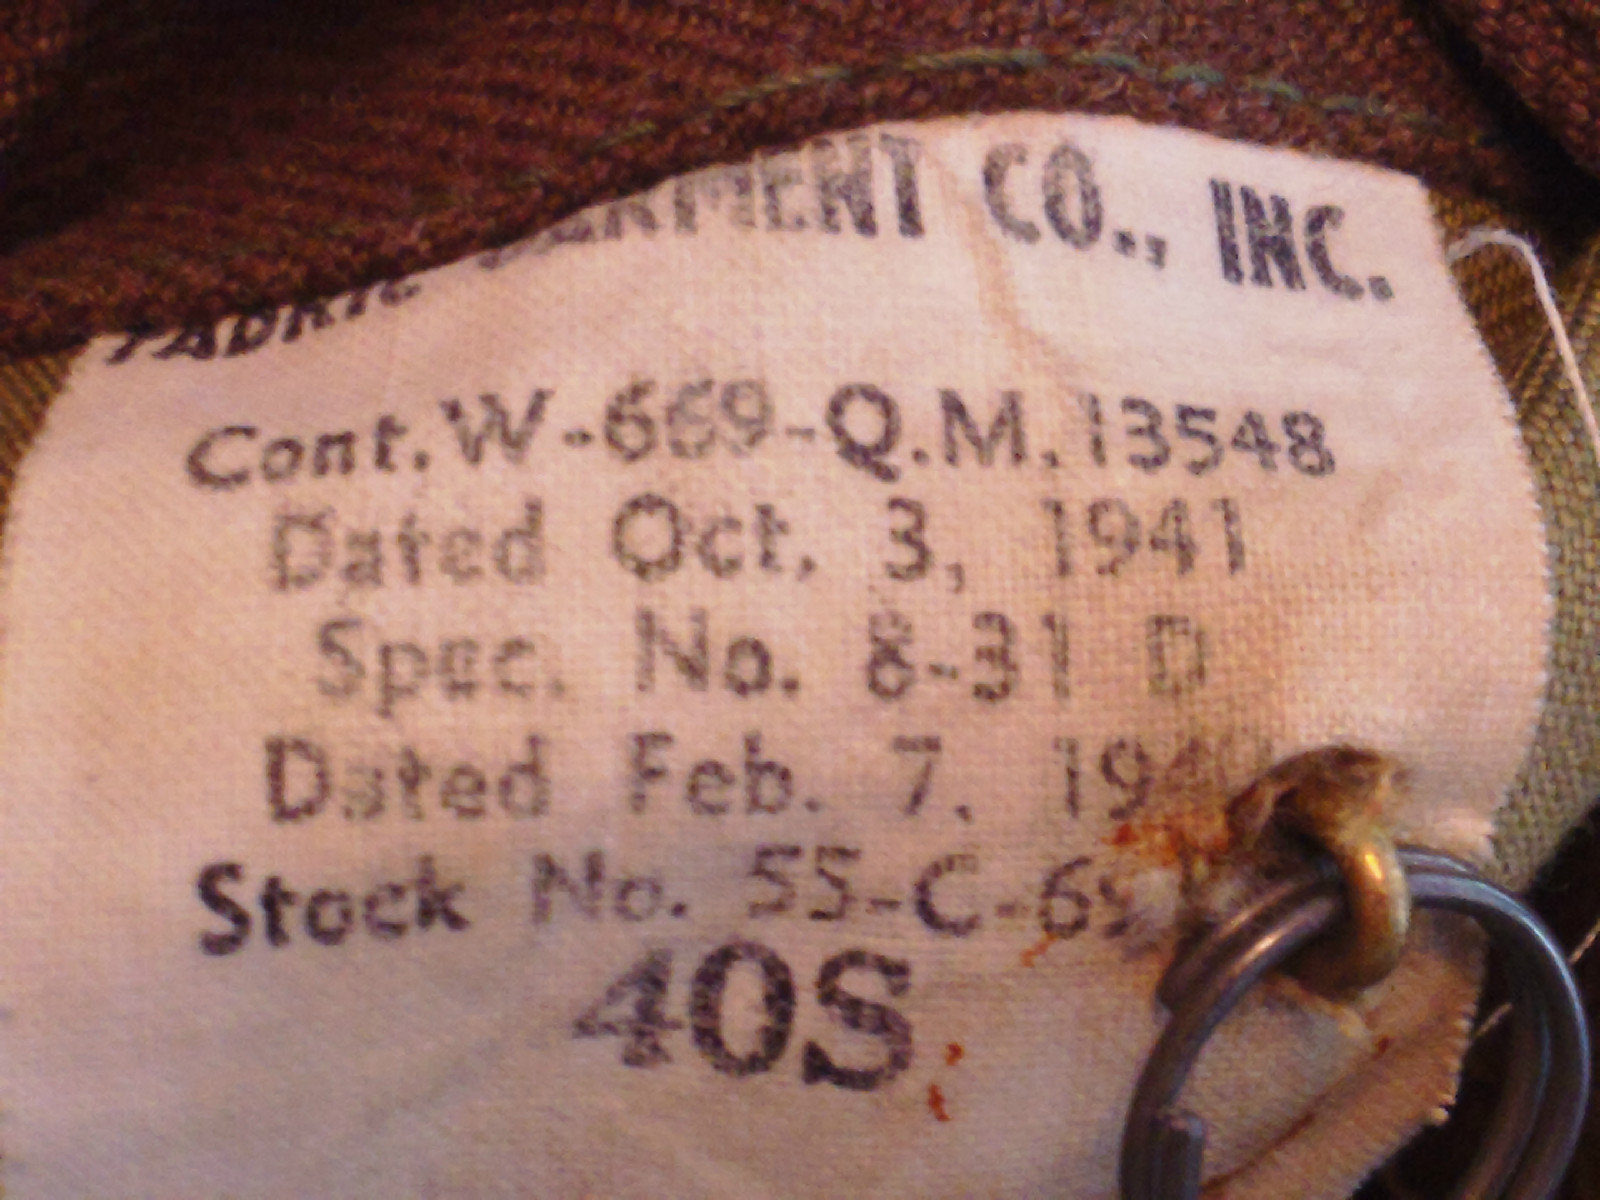 FABRIC GARMENT CO., INC.
Cont. W-669-Q.M. 13548
Dated Oct. 3, 1941
Spec. No. 8-31 D
Dated Feb. 7,
Stock No.
40S